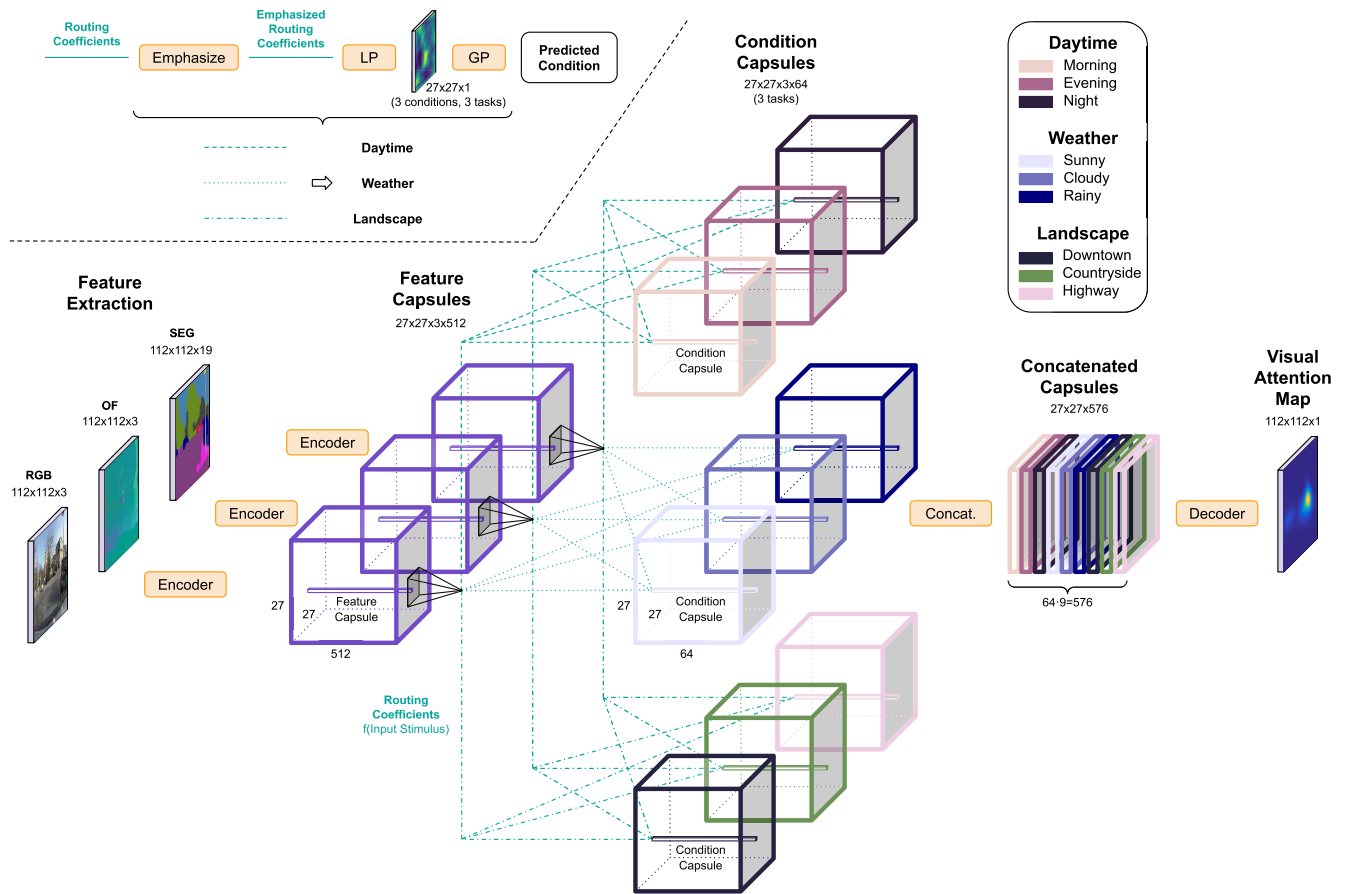 Routing
Coefficients
Emphasize
Emphasized
Routing
Coefficients
LP
GP
Predicted
Condition
27x27x1
(3 conditions, 3 tasks)
Daytime
Weather
Landscape
Condition
Capsules
27x27x3x64
(3 tasks)
Daytime
Morning
Evening
Night
Weather
Sunny
Cloudy
Rainy
Landscape
Downtown
Countryside
Highway
Feature
Extraction
SEG
112x112x19
OF
112x112x3
RGB
112x112x3
Encoder
Encoder
Encoder
Feature
Capsules
27x27x3x512
27
27
Feature
Capsule
512
Routing
Coefficients
f(Input Stimulus)
Condition
Capsule
27
27
Condition
Capsule
64
Condition
Capsule
Concat.
Concatenated
Capsules
27x27x576
64·9=576
Decoder
Visual
Attention
Map
112x112x1